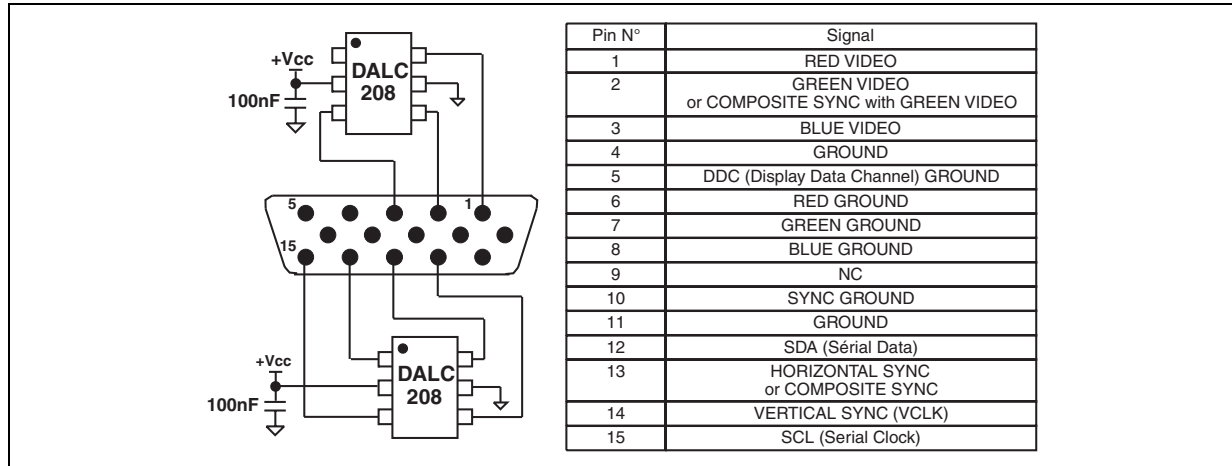 +Vcc
100nF
DALC
208
5
1
15
+Vcc
100nF
DALC
208
Pin N° Signal
1 RED VIDEO
2 GREEN VIDEO
or COMPOSITE SYNC with GREEN VIDEO
3 BLUE VIDEO
4 GROUND
5 DDC (Display Data Channel) GROUND
6 RED GROUND
7 GREEN GROUND
8 BLUE GROUND
9 NC
10 SYNC GROUND
11 GROUND
12 SDA (Sérial Data)
13 HORIZONTAL SYNC
or COMPOSITE SYNC
14 VERTICAL SYNC (VCLK)
15 SCL (Serial Clock)